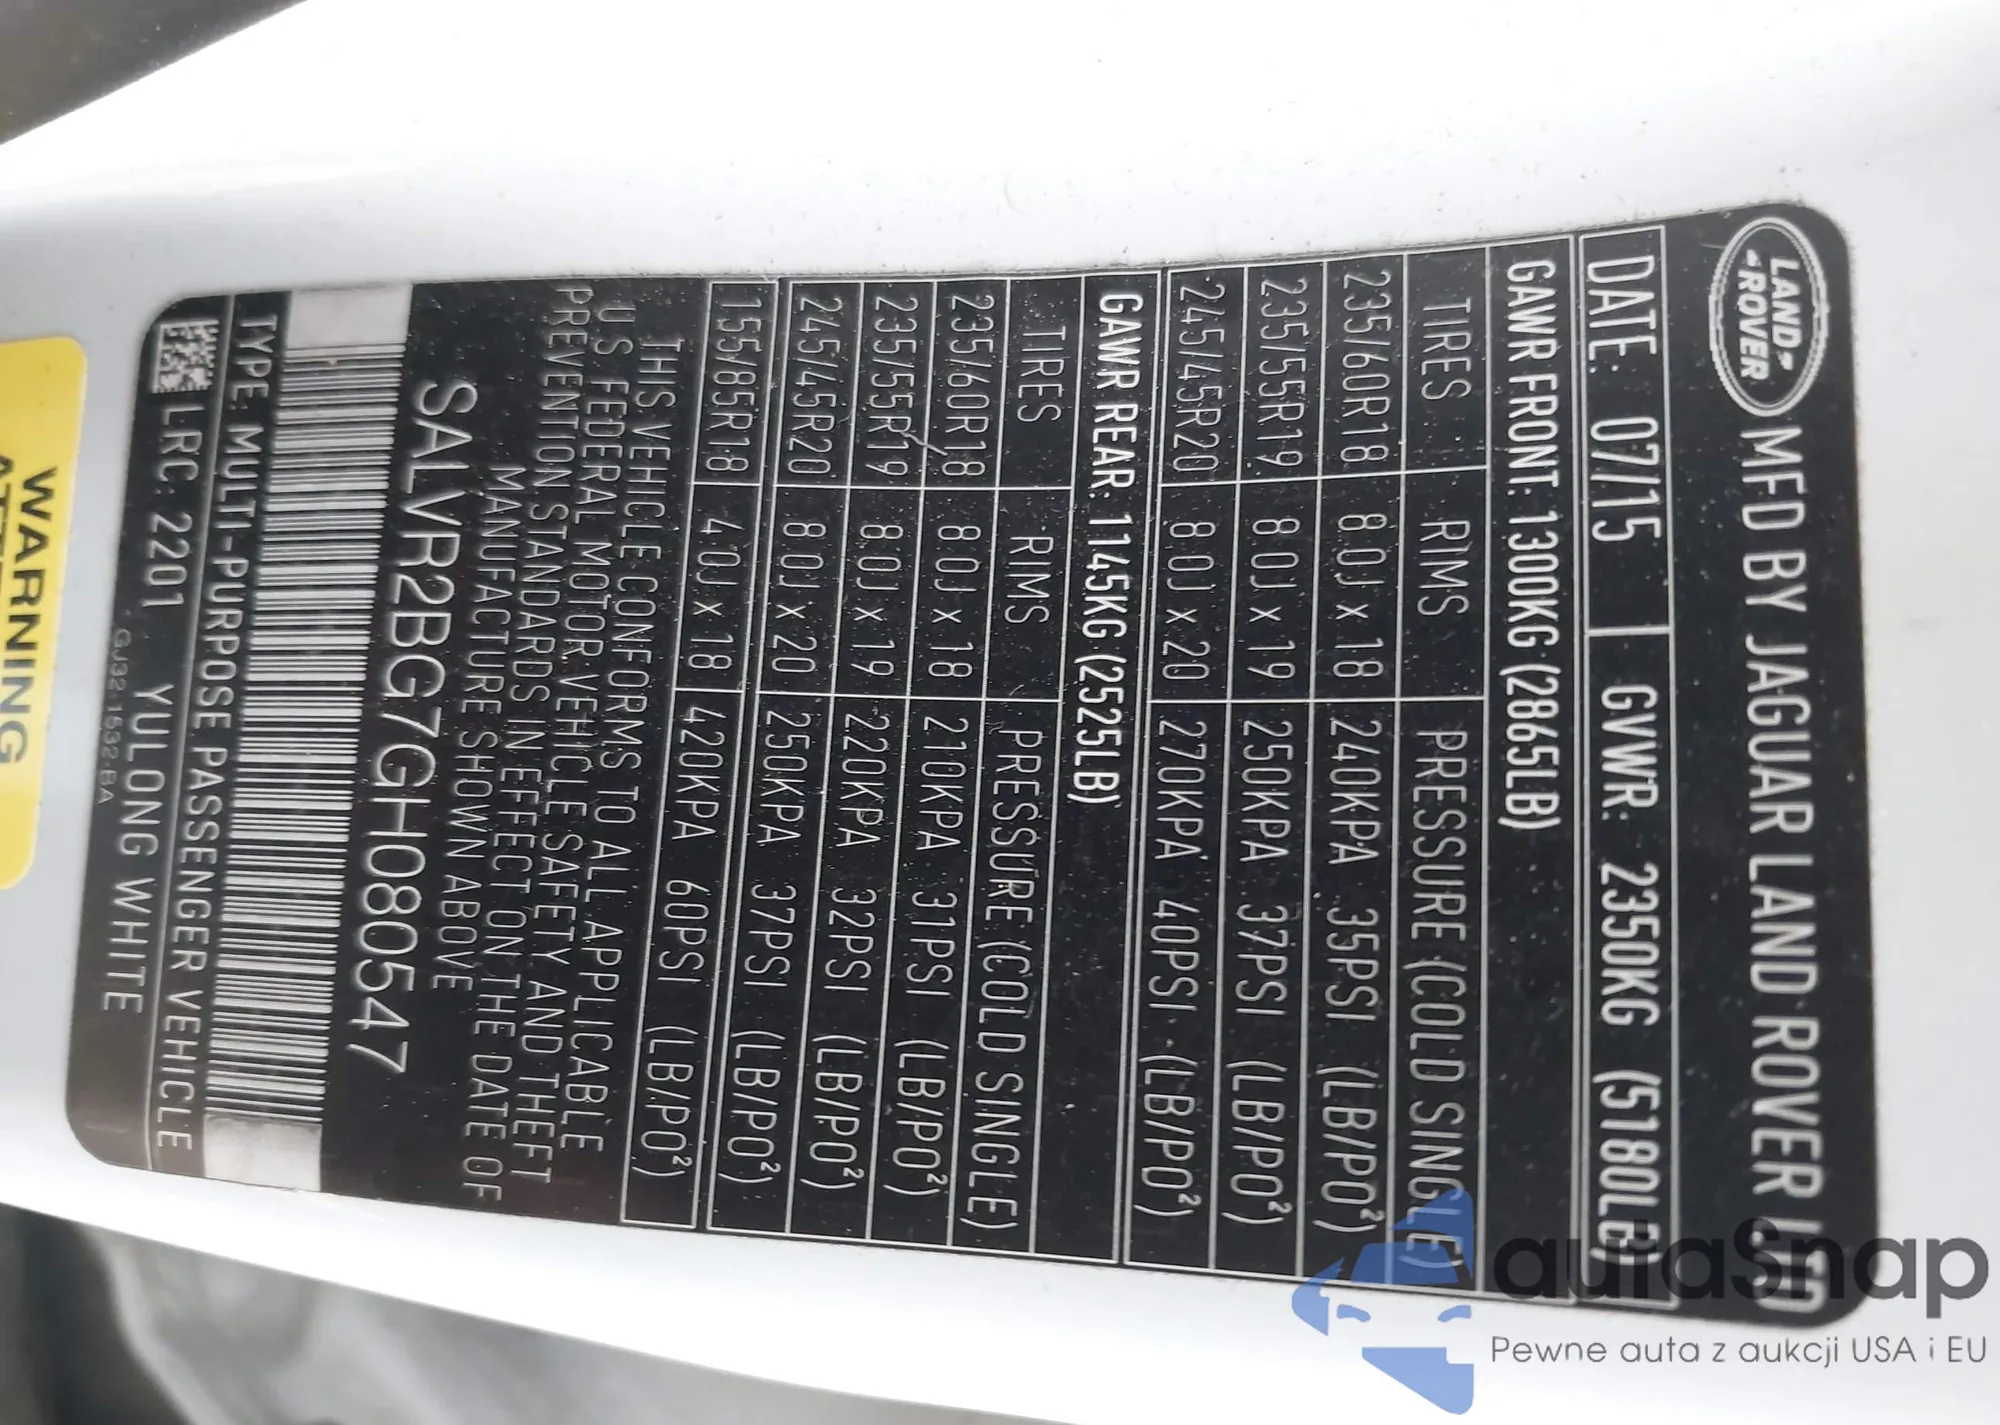 LAND ROVER
MFD BY JAGUAR LAND ROVER LTD
DATE: 07/15 GVWR: 2350KG (5180LB)
GAWR FRONT: 1300KG (2865LB)
TIRES RIMS PRESSURE (COLD SINGLE)
235/60R18 8.0J x 18 240KPA 35PSI (LB/PO²)
235/55R19 8.0J x 19 250KPA 37PSI (LB/PO²)
245/45R20 8.0J x 20 270KPA 40PSI (LB/PO²)
GAWR REAR: 1145KG (2525LB)
TIRES RIMS PRESSURE (COLD SINGLE)
235/60R18 8.0J x 18 210KPA 31PSI (LB/PO²)
235/55R19 8.0J x 19 220KPA 32PSI (LB/PO²)
245/45R20 8.0J x 20 250KPA 37PSI (LB/PO²)
155/85R18 4.0J x 18 420KPA 60PSI (LB/PO²)
THIS VEHICLE CONFORMS TO ALL APPLICABLE
U S FEDERAL MOTOR VEHICLE SAFETY AND THEFT
PREVENTION STANDARDS IN EFFECT ON THE DATE OF
MANUFACTURE SHOWN ABOVE
SALVR2BG7GH080547
TYPE: MULTI-PURPOSE PASSENGER VEHICLE
LRC: 2201 YULONG WHITE
GJ32 1532-BA
WARNING
autaSnap
Pewne auta z aukcji USA i EU